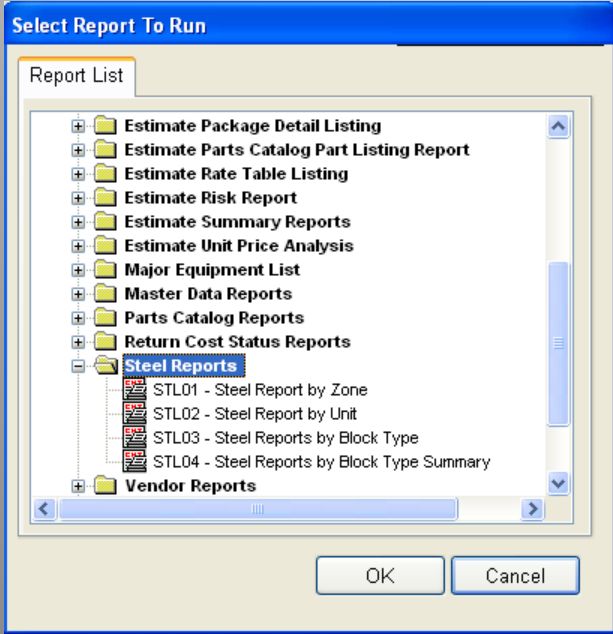 Select Report To Run
Report List
Estimate Package Detail Listing
Estimate Parts Catalog Part Listing Report
Estimate Rate Table Listing
Estimate Risk Report
Estimate Summary Reports
Estimate Unit Price Analysis
Major Equipment List
Master Data Reports
Parts Catalog Reports
Return Cost Status Reports
Steel Reports
STL01 - Steel Report by Zone
STL02 - Steel Report by Unit
STL03 - Steel Reports by Block Type
STL04 - Steel Reports by Block Type Summary
Vendor Reports
OK Cancel